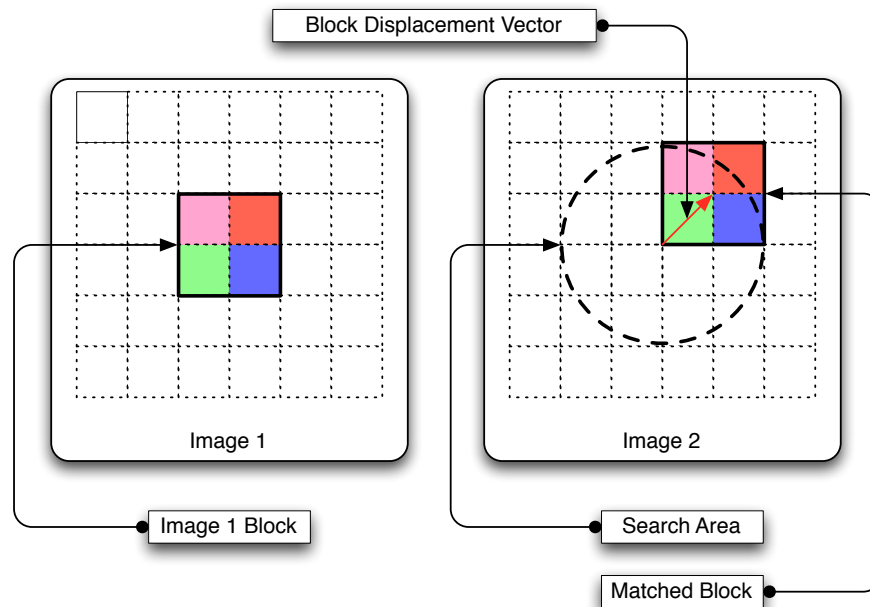 Block Displacement Vector
Image 1
Image 2
Image 1 Block
Search Area
Matched Block